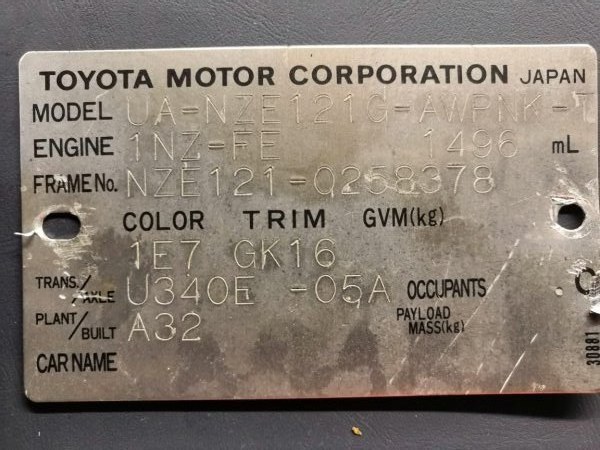 TOYOTA MOTOR CORPORATION JAPAN
MODEL UA-NZE121G-AWPNK-T
ENGINE 1NZ-FE 1496 mL
FRAME No. NZE121-0258378
COLOR TRIM GVM(kg)
1E7 GK16
TRANS./AXLE U340E -05A OCCUPANTS
PLANT/BUILT A32 PAYLOAD MASS(kg)
CAR NAME
30881